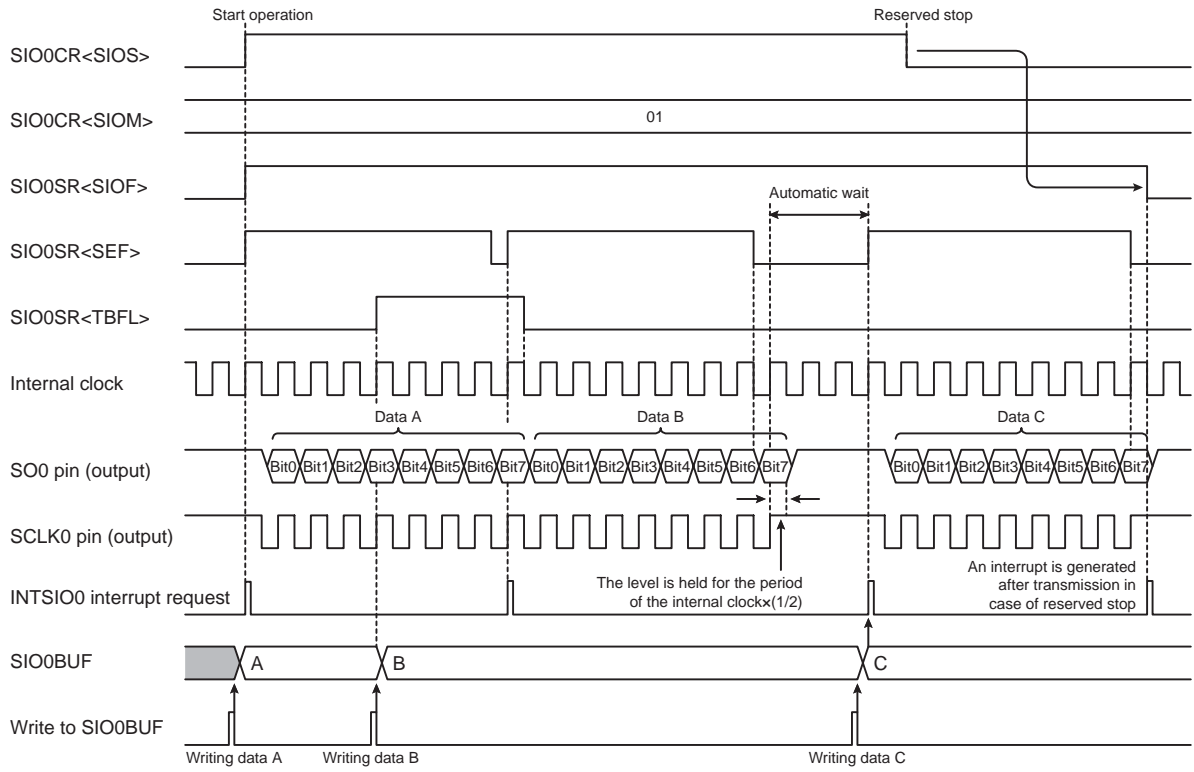 Start operation
Reserved stop
SIO0CR<SIOS>
SIO0CR<SIOM>
01
SIO0SR<SIOF>
Automatic wait
SIO0SR<SEF>
SIO0SR<TBFL>
Internal clock
Data A
Data B
Data C
SO0 pin (output)
Bit0 Bit1 Bit2 Bit3 Bit4 Bit5 Bit6 Bit7 Bit0 Bit1 Bit2 Bit3 Bit4 Bit5 Bit6 Bit7
Bit0 Bit1 Bit2 Bit3 Bit4 Bit5 Bit6 Bit7
SCLK0 pin (output)
The level is held for the period
of the internal clock×(1/2)
An interrupt is generated
after transmission in
case of reserved stop
INTSIO0 interrupt request
SIO0BUF
A
B
C
Write to SIO0BUF
Writing data A
Writing data B
Writing data C